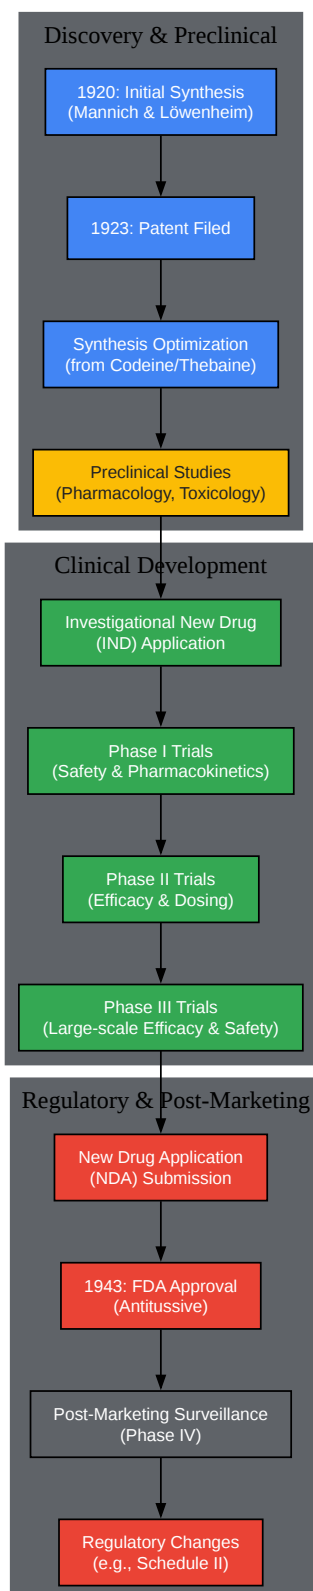 Discovery & Preclinical
1920: Initial Synthesis
(Mannich & Löwenheim)
1923: Patent Filed
Synthesis Optimization
(from Codeine/Thebaine)
Preclinical Studies
(Pharmacology, Toxicology)
Clinical Development
Investigational New Drug
(IND) Application
Phase I Trials
(Safety & Pharmacokinetics)
Phase II Trials
(Efficacy & Dosing)
Phase III Trials
(Large-scale Efficacy & Safety)
Regulatory & Post-Marketing
New Drug Application
(NDA) Submission
1943: FDA Approval
(Antitussive)
Post-Marketing Surveillance
(Phase IV)
Regulatory Changes
(e.g., Schedule II)